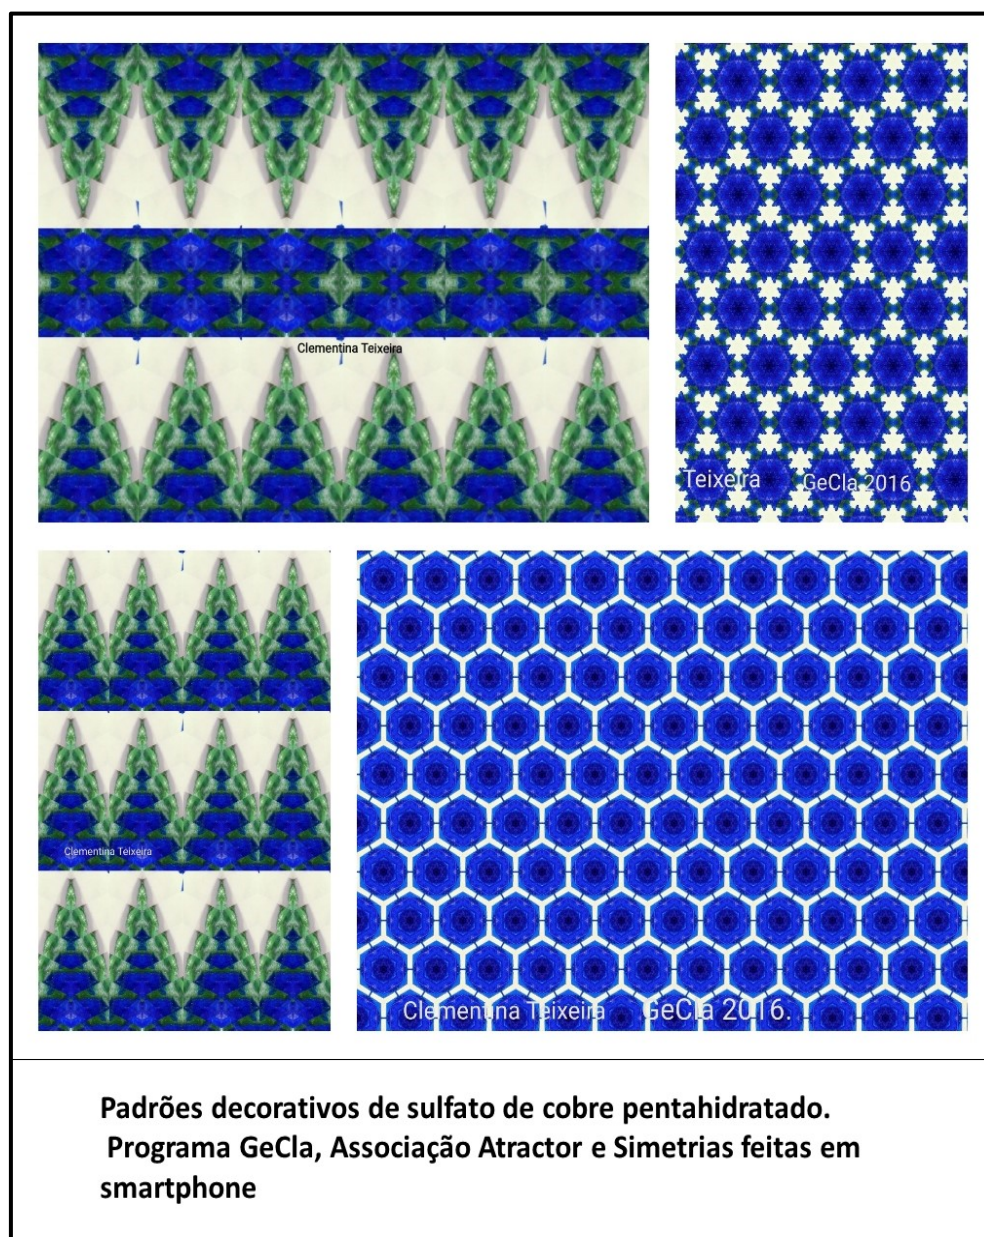 Clementina Teixeira
Teixeira GeCla 2016
Clementina Teixeira
Clementina Teixeira GeCla 2016.
Padrões decorativos de sulfato de cobre pentahidratado.
Programa GeCla, Associação Atractor e Simetrias feitas em
smartphone